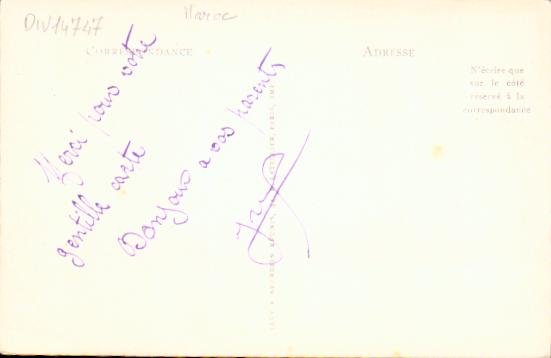 DIV14747
Maroc
CORRESPONDANCE
ADRESSE
N'écrire que
sur le côté
réservé à la
correspondance
Merci pour votre
gentille carte
Bonjour a vos parents,